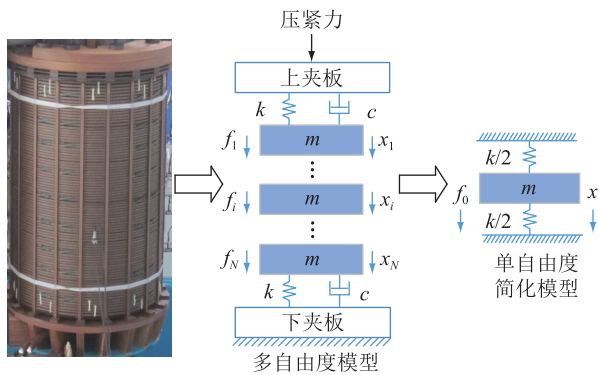 压紧力
上夹板
k c
f1 m x1
fi m xi
fN m xN
k c
下夹板
多自由度模型
k/2
f0 m x
k/2
单自由度
简化模型